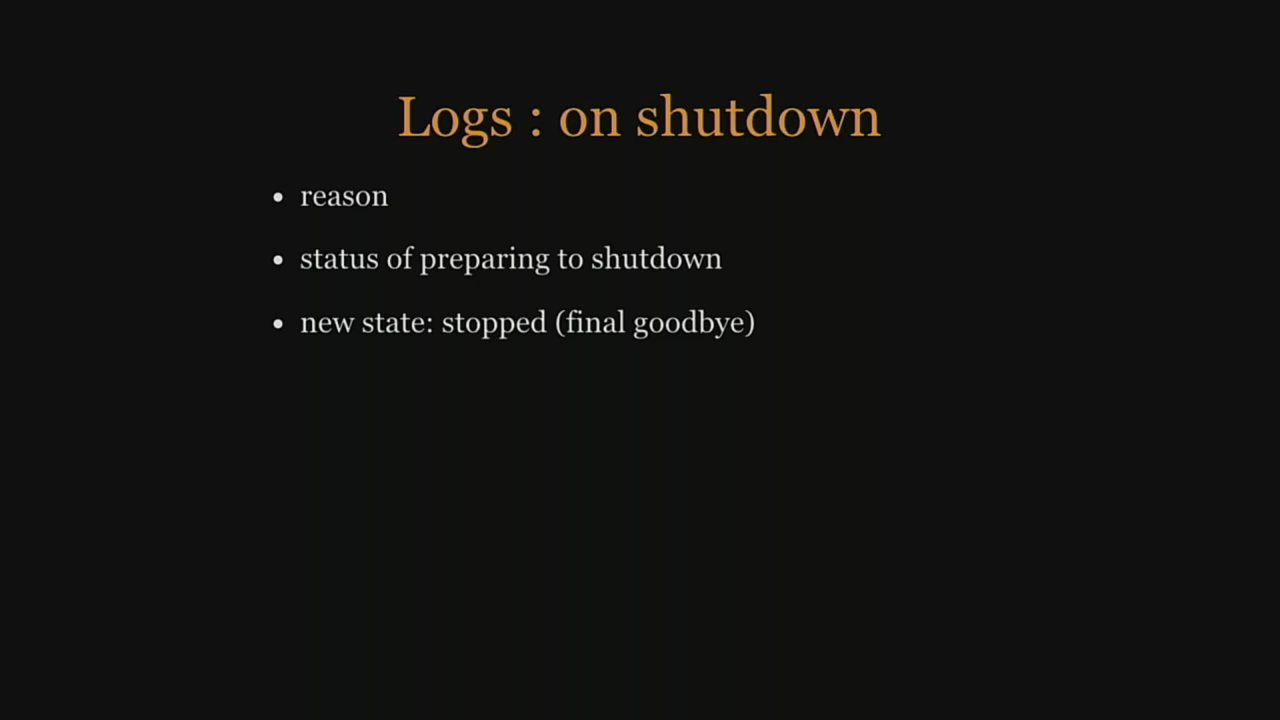 Logs : on shutdown
• reason
• status of preparing to shutdown
• new state: stopped (final goodbye)